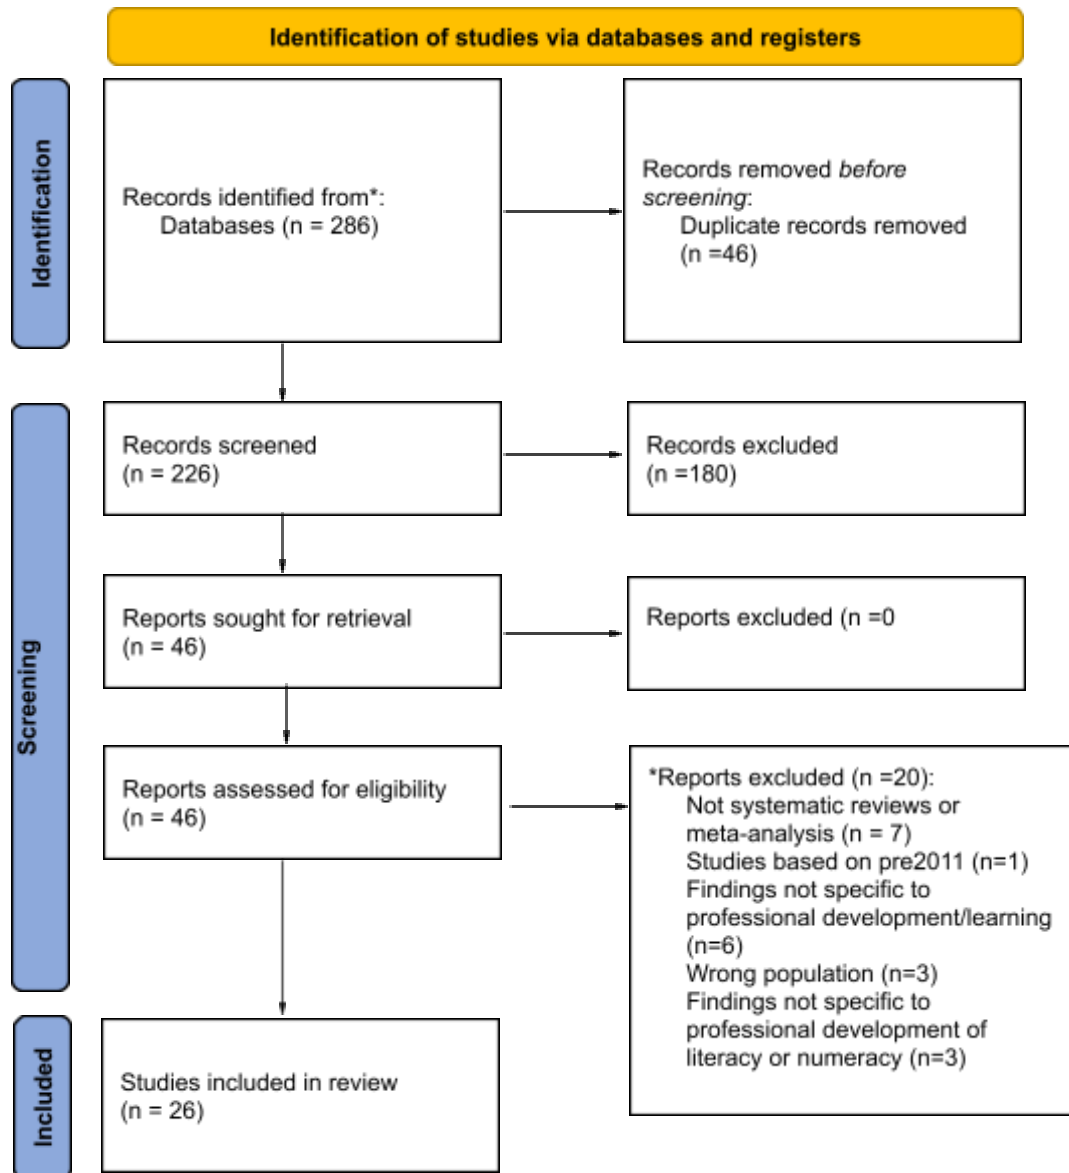 Identification of studies via databases and registers
Identification
Records identified from*:
Databases (n = 286)
Records removed before
screening:
Duplicate records removed
(n =46)
Screening
Records screened
(n = 226)
Records excluded
(n =180)
Reports sought for retrieval
(n = 46)
Reports excluded (n =0
Reports assessed for eligibility
(n = 46)
*Reports excluded (n =20):
Not systematic reviews or
meta-analysis (n = 7)
Studies based on pre2011 (n=1)
Findings not specific to
professional development/learning
(n=6)
Wrong population (n=3)
Findings not specific to
professional development of
literacy or numeracy (n=3)
Included
Studies included in review
(n = 26)